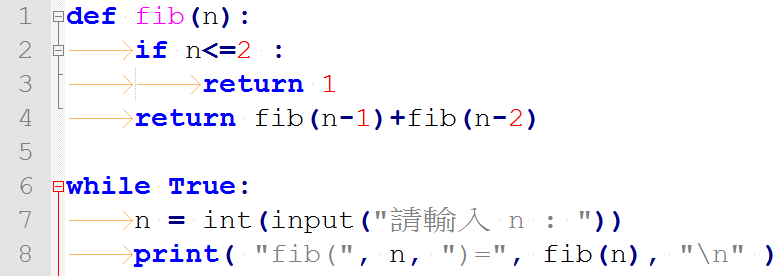 1 def fib(n):
2 if n<=2 :
3 return 1
4 return fib(n-1)+fib(n-2)
5
6 while True:
7 n = int(input("請輸入 n : "))
8 print( "fib(", n, ")=", fib(n), "\n" )